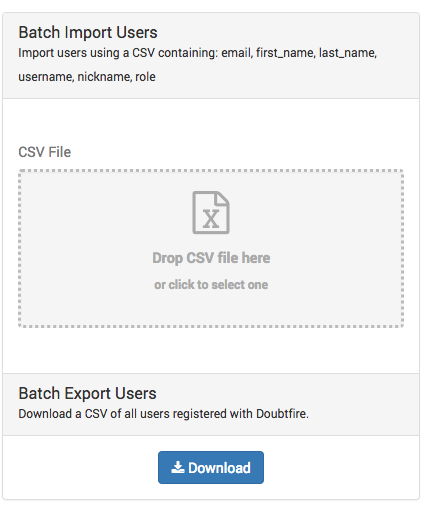 Batch Import Users
Import users using a CSV containing: email, first_name, last_name,
username, nickname, role
CSV File
X
Drop CSV file here
or click to select one
Batch Export Users
Download a CSV of all users registered with Doubtfire.
Download